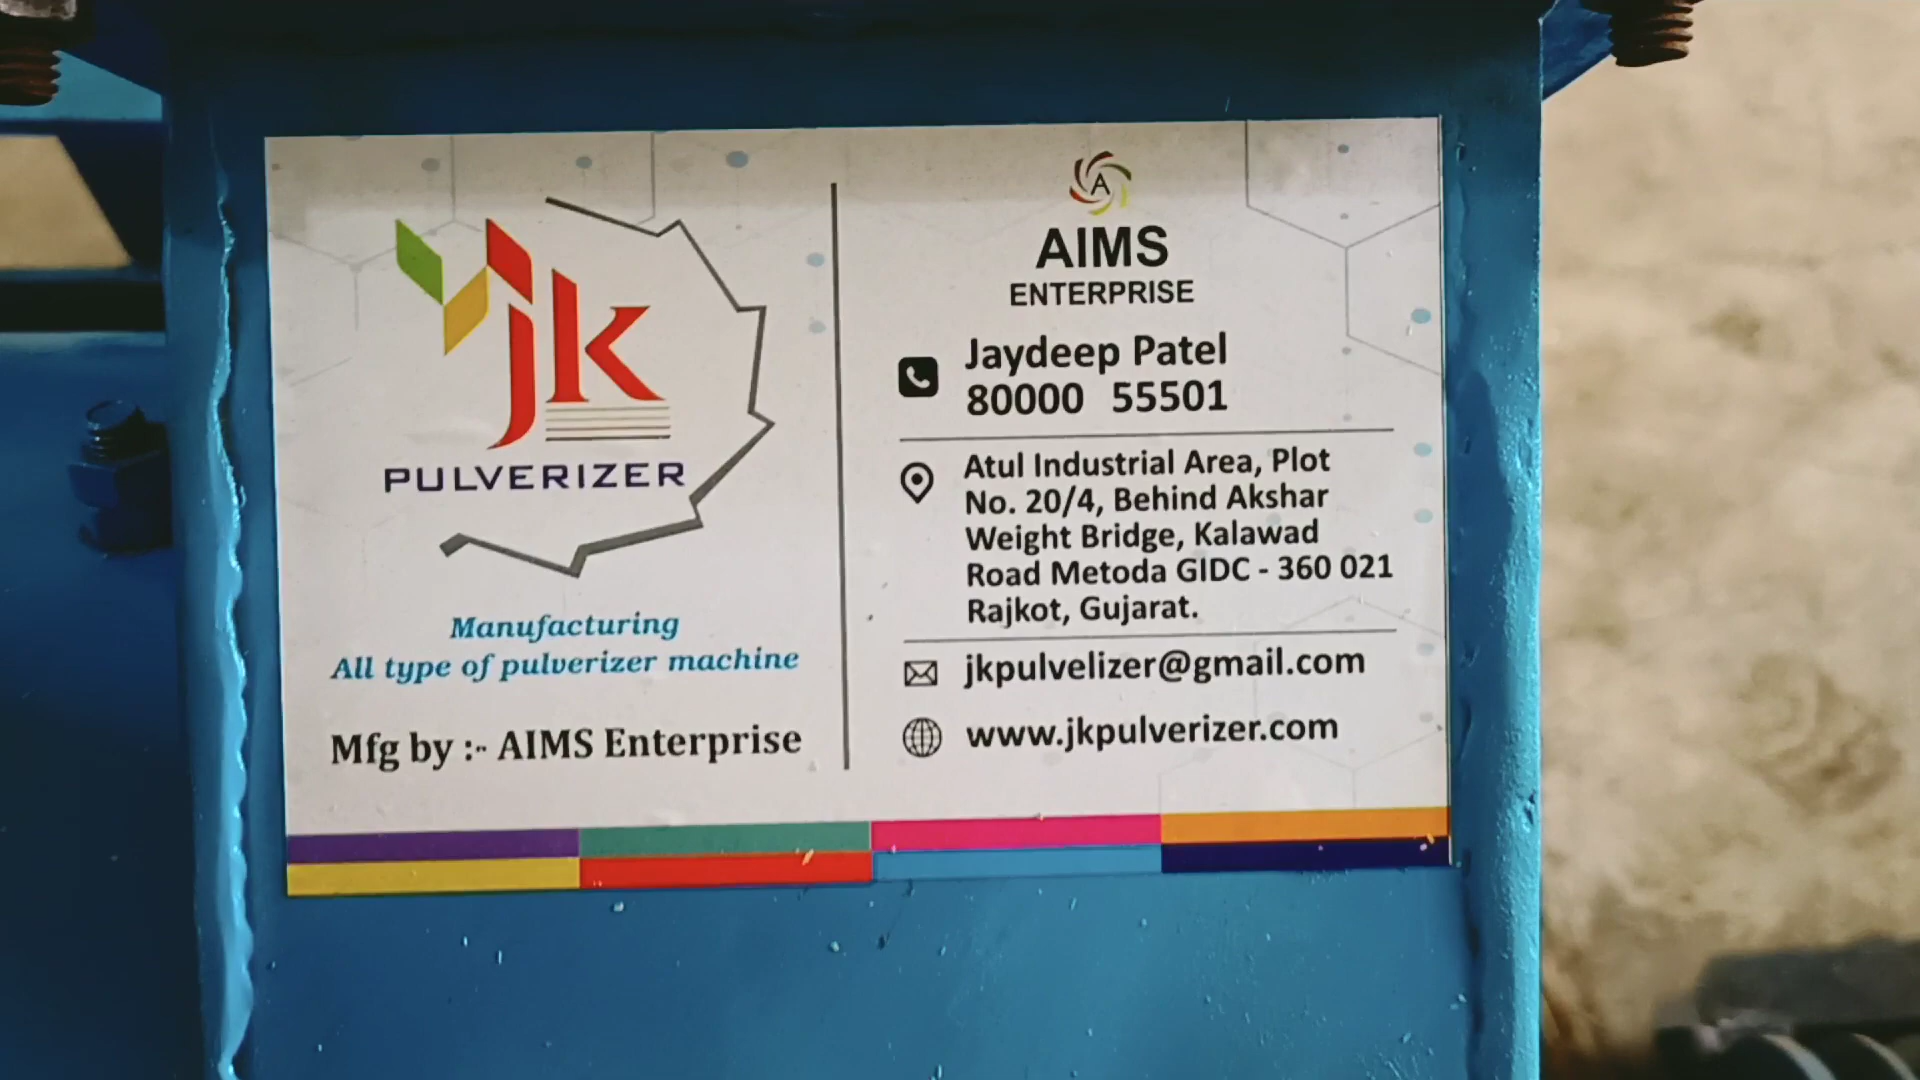 jk
PULVERIZER
Manufacturing
All type of pulverizer machine
Mfg by :- AIMS Enterprise
A
AIMS
ENTERPRISE
Jaydeep Patel
80000 55501
Atul Industrial Area, Plot
No. 20/4, Behind Akshar
Weight Bridge, Kalawad
Road Metoda GIDC - 360 021
Rajkot, Gujarat.
jkpulvelizer@gmail.com
www.jkpulverizer.com